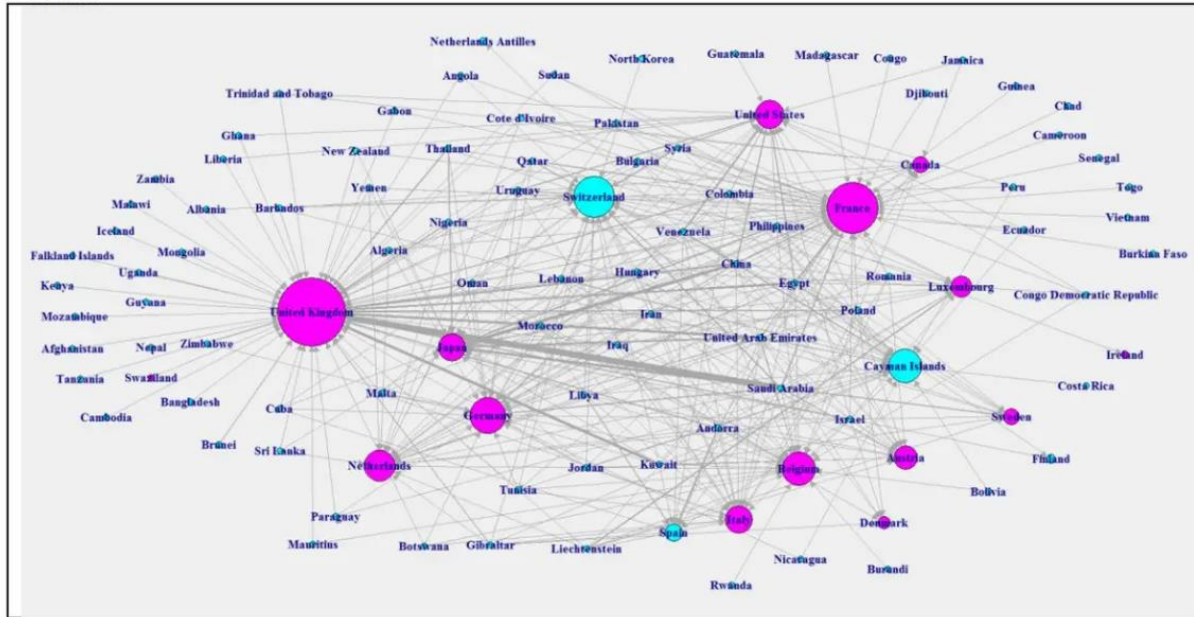 Netherlands Antilles
North Korea
Guatemala
Madagascar
Congo
Jamaica
Angola
Sudan
Guinea
Trinidad and Tobago
Djibouti
Chad
Gabon
Cote d'Ivoire
Pakistan
United States
Ghana
Cameroon
Liberia
New Zealand
Thailand
Qatar
Bulgaria
Syria
Canada
Senegal
Zambia
Yemen
Uruguay
Switzerland
Colombia
Peru
Togo
Malawi
Albania
Barbados
France
Vietnam
Iceland
Nigeria
Venezuela
Philippines
Ecuador
Falkland Islands
Mongolia
Algeria
China
Burkina Faso
Uganda
Kenya
Oman
Lebanon
Hungary
Egypt
Romania
Luxembourg
Congo Democratic Republic
Guyana
Mozambique
United Kingdom
Morocco
Iran
Poland
Afghanistan
Nepal
Zimbabwe
Japan
Iraq
United Arab Emirates
Ireland
Tanzania
Swaziland
Cayman Islands
Costa Rica
Bangladesh
Malta
Libya
Saudi Arabia
Cambodia
Cuba
Germany
Andorra
Israel
Sweden
Brunei
Sri Lanka
Netherlands
Jordan
Kuwait
Belgium
Austria
Finland
Tunisia
Bolivia
Paraguay
Italy
Denmark
Mauritius
Botswana
Gibraltar
Liechtenstein
Spain
Nicaragua
Burundi
Rwanda